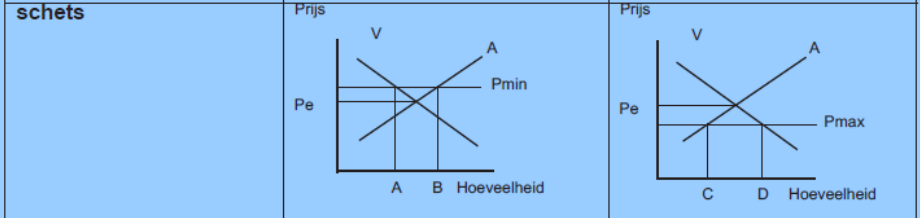 schets
Prijs
V
A
Pmin
Pe
A
B
Hoeveelheid
Prijs
V
A
Pe
Pmax
C
D
Hoeveelheid